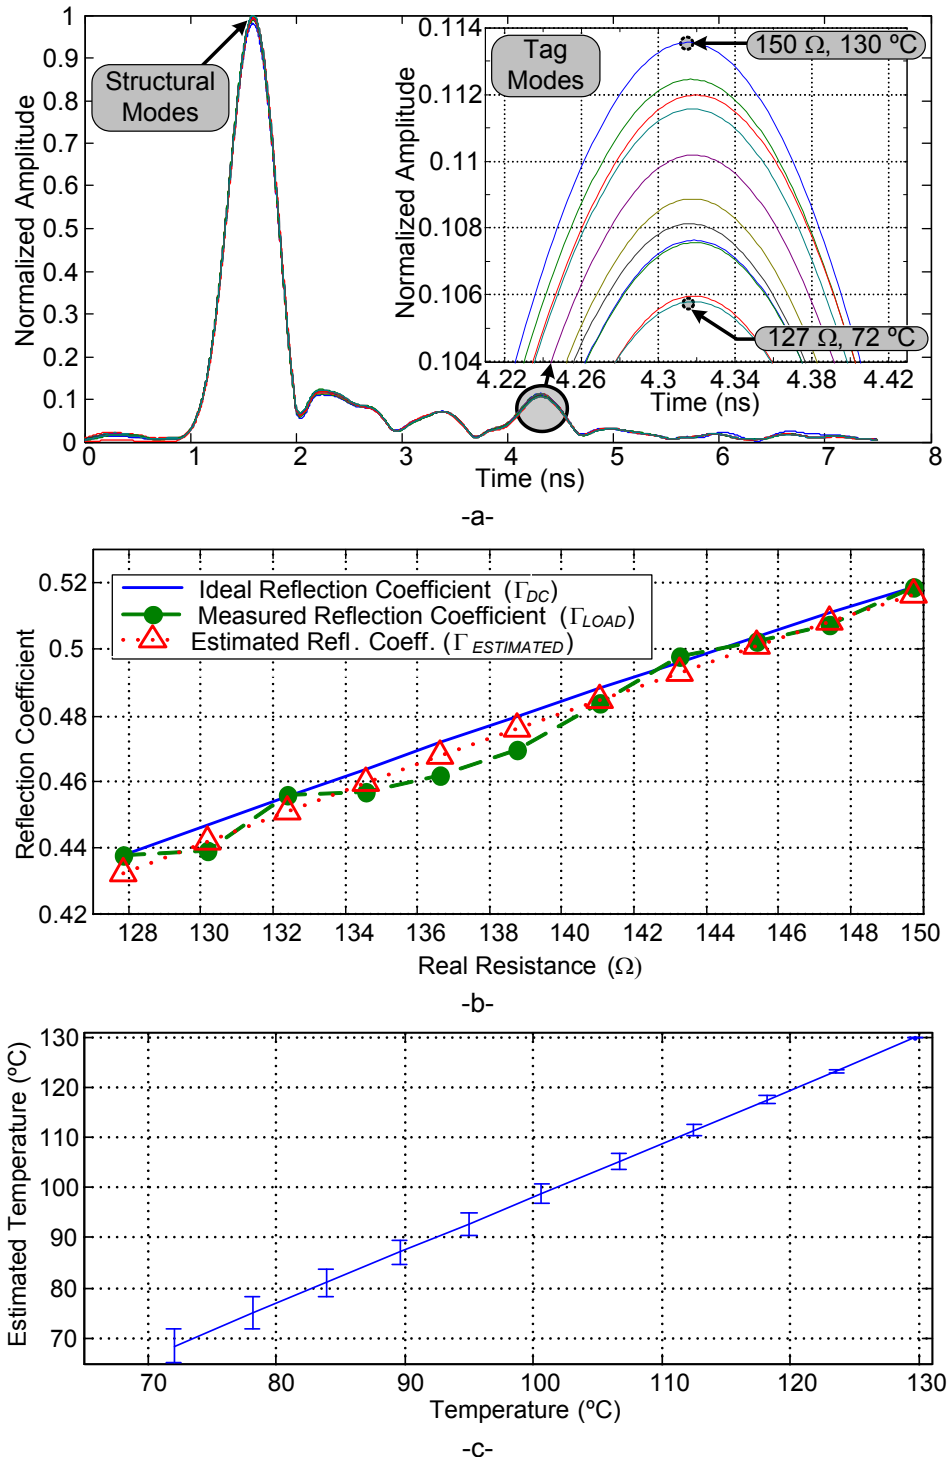 1
0.9
0.8
0.7
0.6
0.5
0.4
0.3
0.2
0.1
0
Normalized Amplitude
Structural
Modes
0 1 2 3 4 5 6 7 8
Time (ns)
Tag
Modes
150 Ω, 130 ºC
127 Ω, 72 ºC
0.114
0.112
0.11
0.108
0.106
0.104
Normalized Amplitude
4.22 4.26 4.3 4.34 4.38 4.42
Time (ns)
-a-
0.52
0.5
0.48
0.46
0.44
0.42
Reflection Coefficient
Ideal Reflection Coefficient (ΓDC)
Measured Reflection Coefficient (ΓLOAD)
Estimated Refl. Coeff. (ΓESTIMATED)
128 130 132 134 136 138 140 142 144 146 148 150
Real Resistance (Ω)
-b-
130
120
110
100
90
80
70
Estimated Temperature (ºC)
70 80 90 100 110 120 130
Temperature (ºC)
-c-